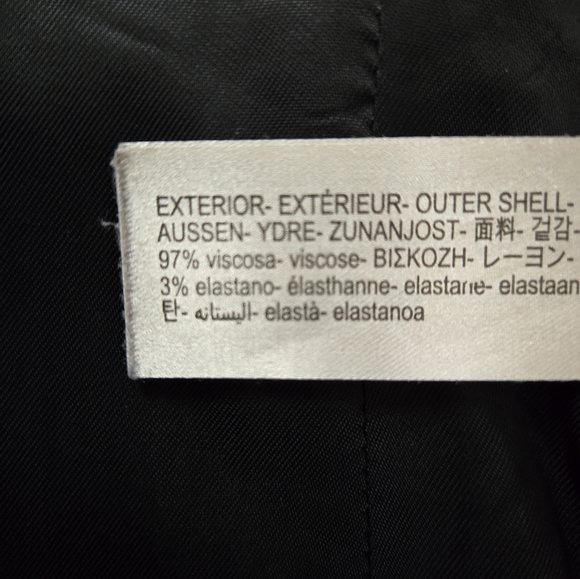 EXTERIOR- EXTÉRIEUR- OUTER SHELL-
AUSSEN- YDRE- ZUNANJOST- 面料- 겉감-
97% viscosa- viscose- ΒΙΣΚΟΖΗ- レーヨン-
3% elastano- élasthanne- elastane- elastaan
탄- اليستانه- elastà- elastanoa